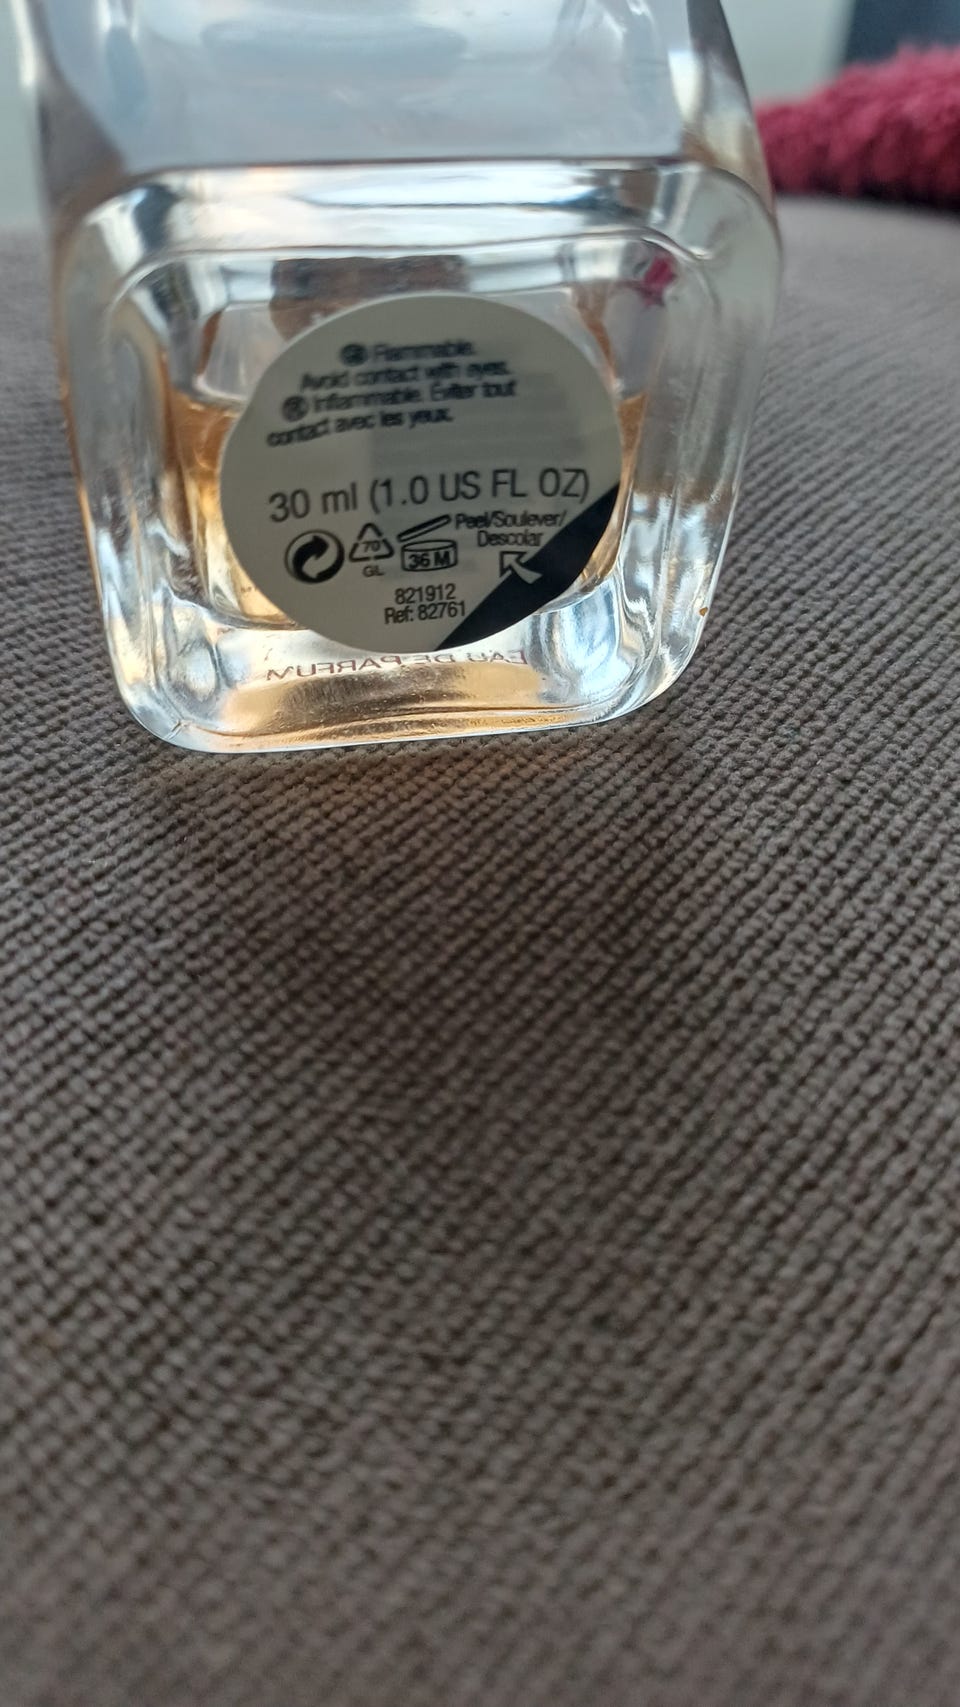 Flammable.
Avoid contact with eyes.
Inflammable. Eviter tout
contact avec les yeux.
30 ml (1.0 US FL OZ)
70
GL
36 M
Peel/Soulever/
Descolar
821912
Ref: 82761
EAU DE PARFUM